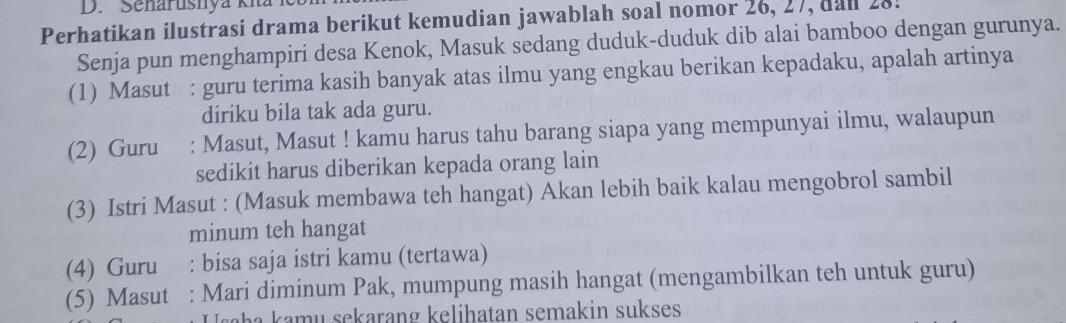 D. Seharusnya kita
Perhatikan ilustrasi drama berikut kemudian jawablah soal nomor 26, 27, dan 28!
Senja pun menghampiri desa Kenok, Masuk sedang duduk-duduk dib alai bamboo dengan gurunya.
(1) Masut : guru terima kasih banyak atas ilmu yang engkau berikan kepadaku, apalah artinya
diriku bila tak ada guru.
(2) Guru : Masut, Masut ! kamu harus tahu barang siapa yang mempunyai ilmu, walaupun
sedikit harus diberikan kepada orang lain
(3) Istri Masut : (Masuk membawa teh hangat) Akan lebih baik kalau mengobrol sambil
minum teh hangat
(4) Guru : bisa saja istri kamu (tertawa)
(5) Masut : Mari diminum Pak, mumpung masih hangat (mengambilkan teh untuk guru)
: Usaha kamu sekarang kelihatan semakin sukses